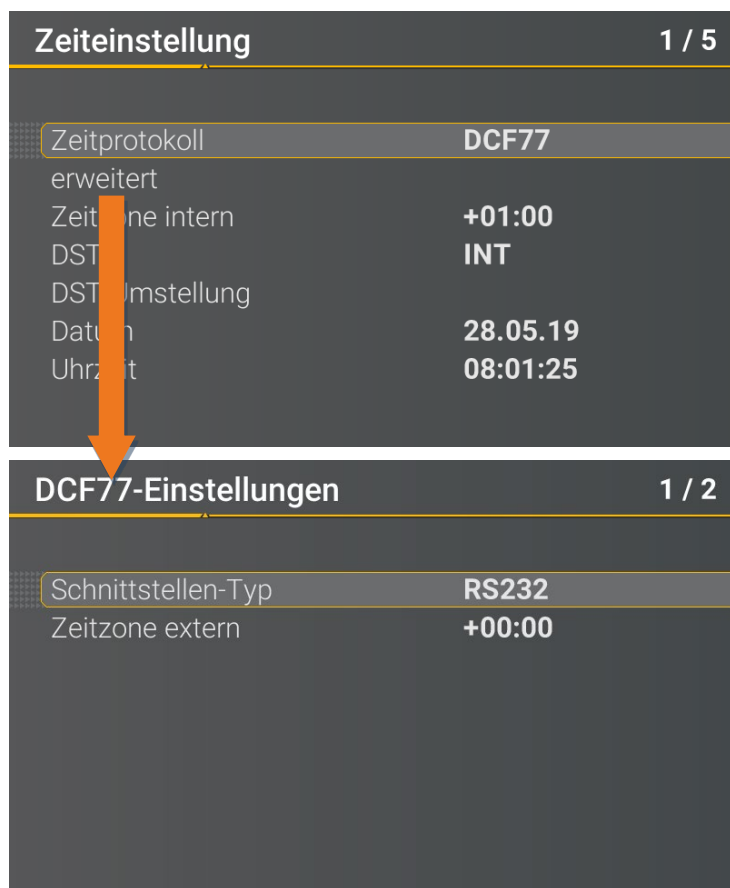 Zeiteinstellung 1 / 5
Zeitprotokoll DCF77
erweitert
Zeitzone intern +01:00
DST INT
DST Umstellung
Datum 28.05.19
Uhrzeit 08:01:25
DCF77-Einstellungen 1 / 2
Schnittstellen-Typ RS232
Zeitzone extern +00:00